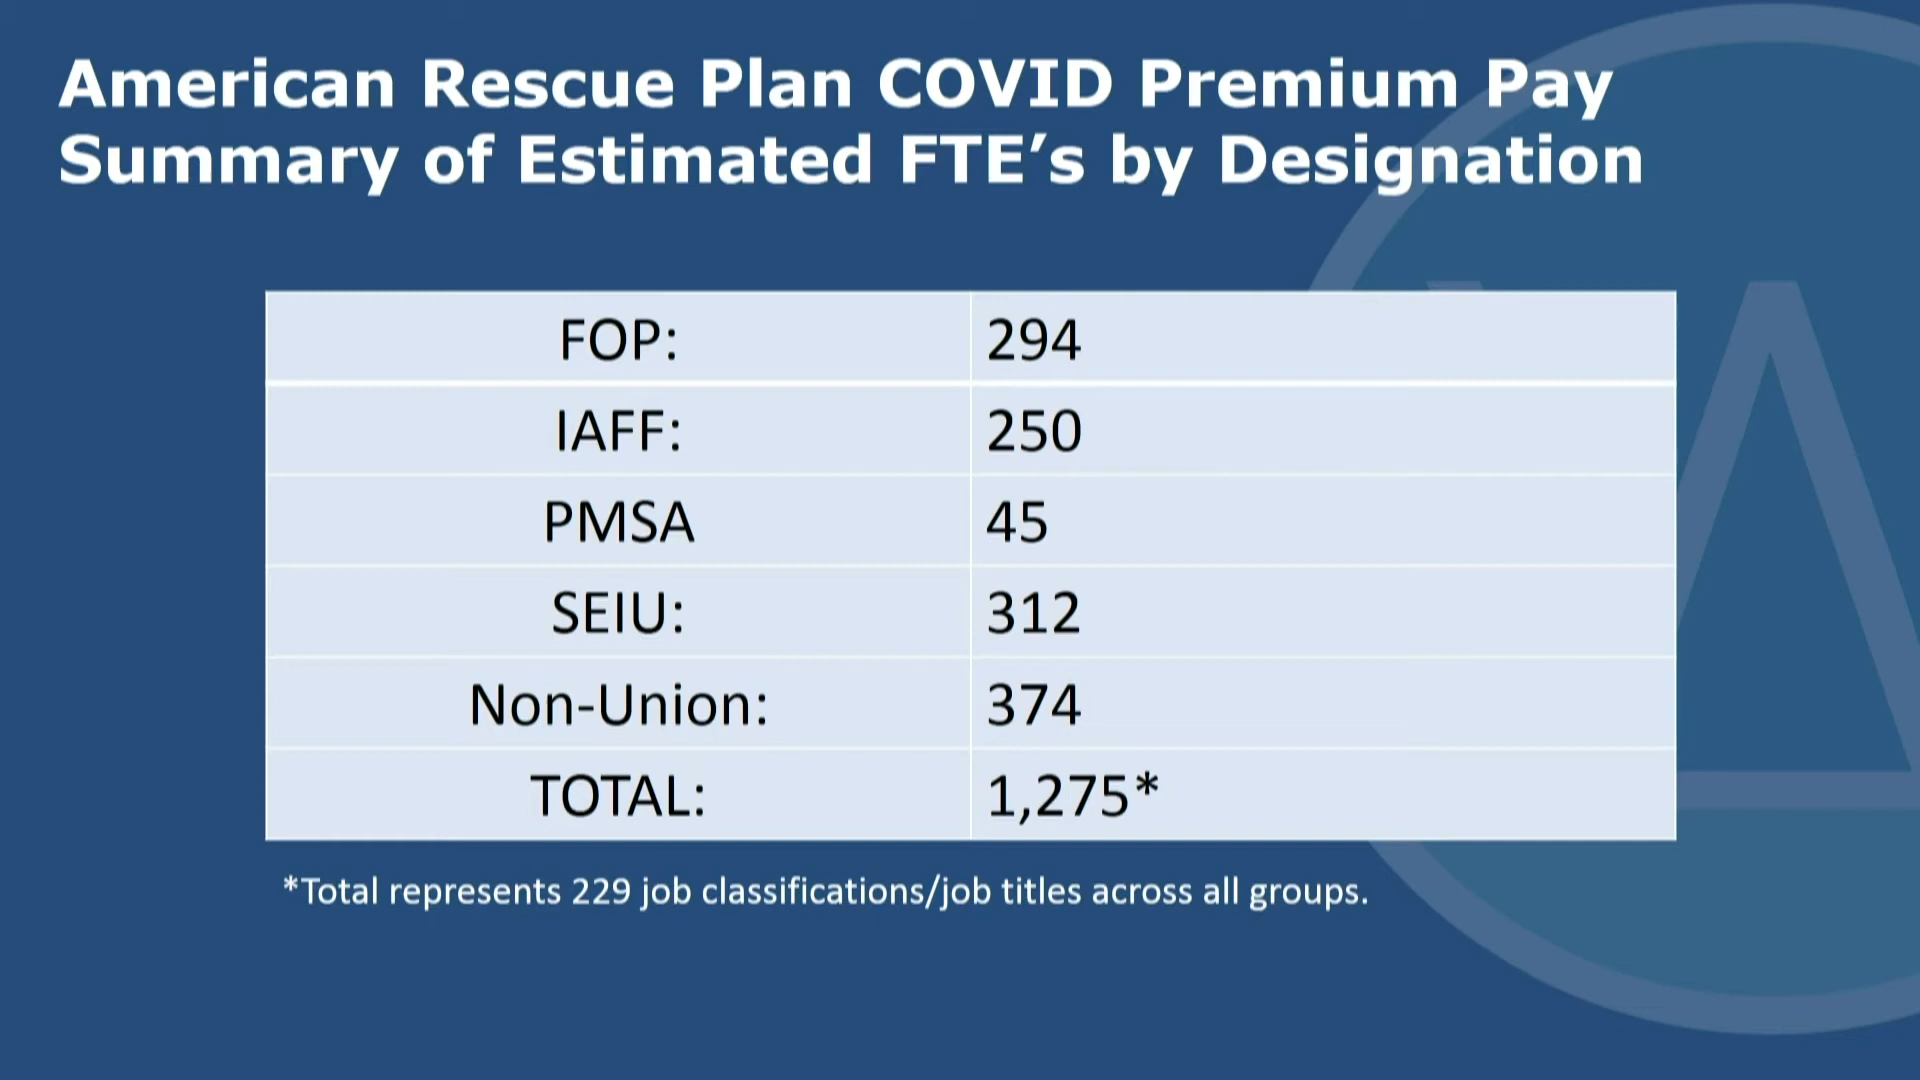 American Rescue Plan COVID Premium Pay
Summary of Estimated FTE’s by Designation
FOP: 294
IAFF: 250
PMSA 45
SEIU: 312
Non-Union: 374
TOTAL: 1,275*
*Total represents 229 job classifications/job titles across all groups.